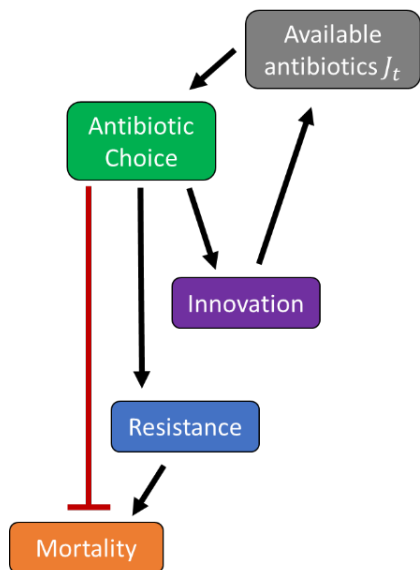 Available
antibiotics J_t
Antibiotic
Choice
Innovation
Resistance
Mortality